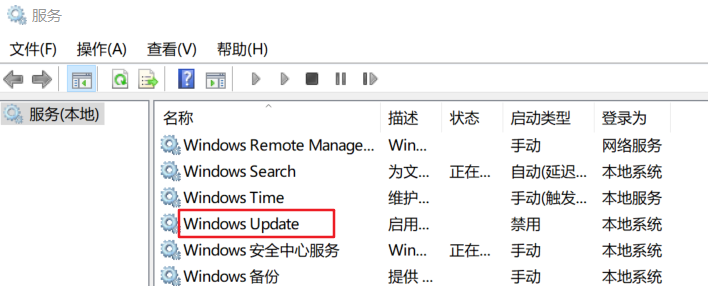 服务
文件(F) 操作(A) 查看(V) 帮助(H)
服务(本地)
名称 描述 状态 启动类型 登录为
Windows Remote Manage... Win... 手动 网络服务
Windows Search 为文... 正在... 自动(延迟... 本地系统
Windows Time 维护... 手动(触发... 本地服务
Windows Update 启用... 禁用 本地系统
Windows 安全中心服务 Win... 正在... 手动 本地系统
Windows 备份 提供 ... 手动 本地系统